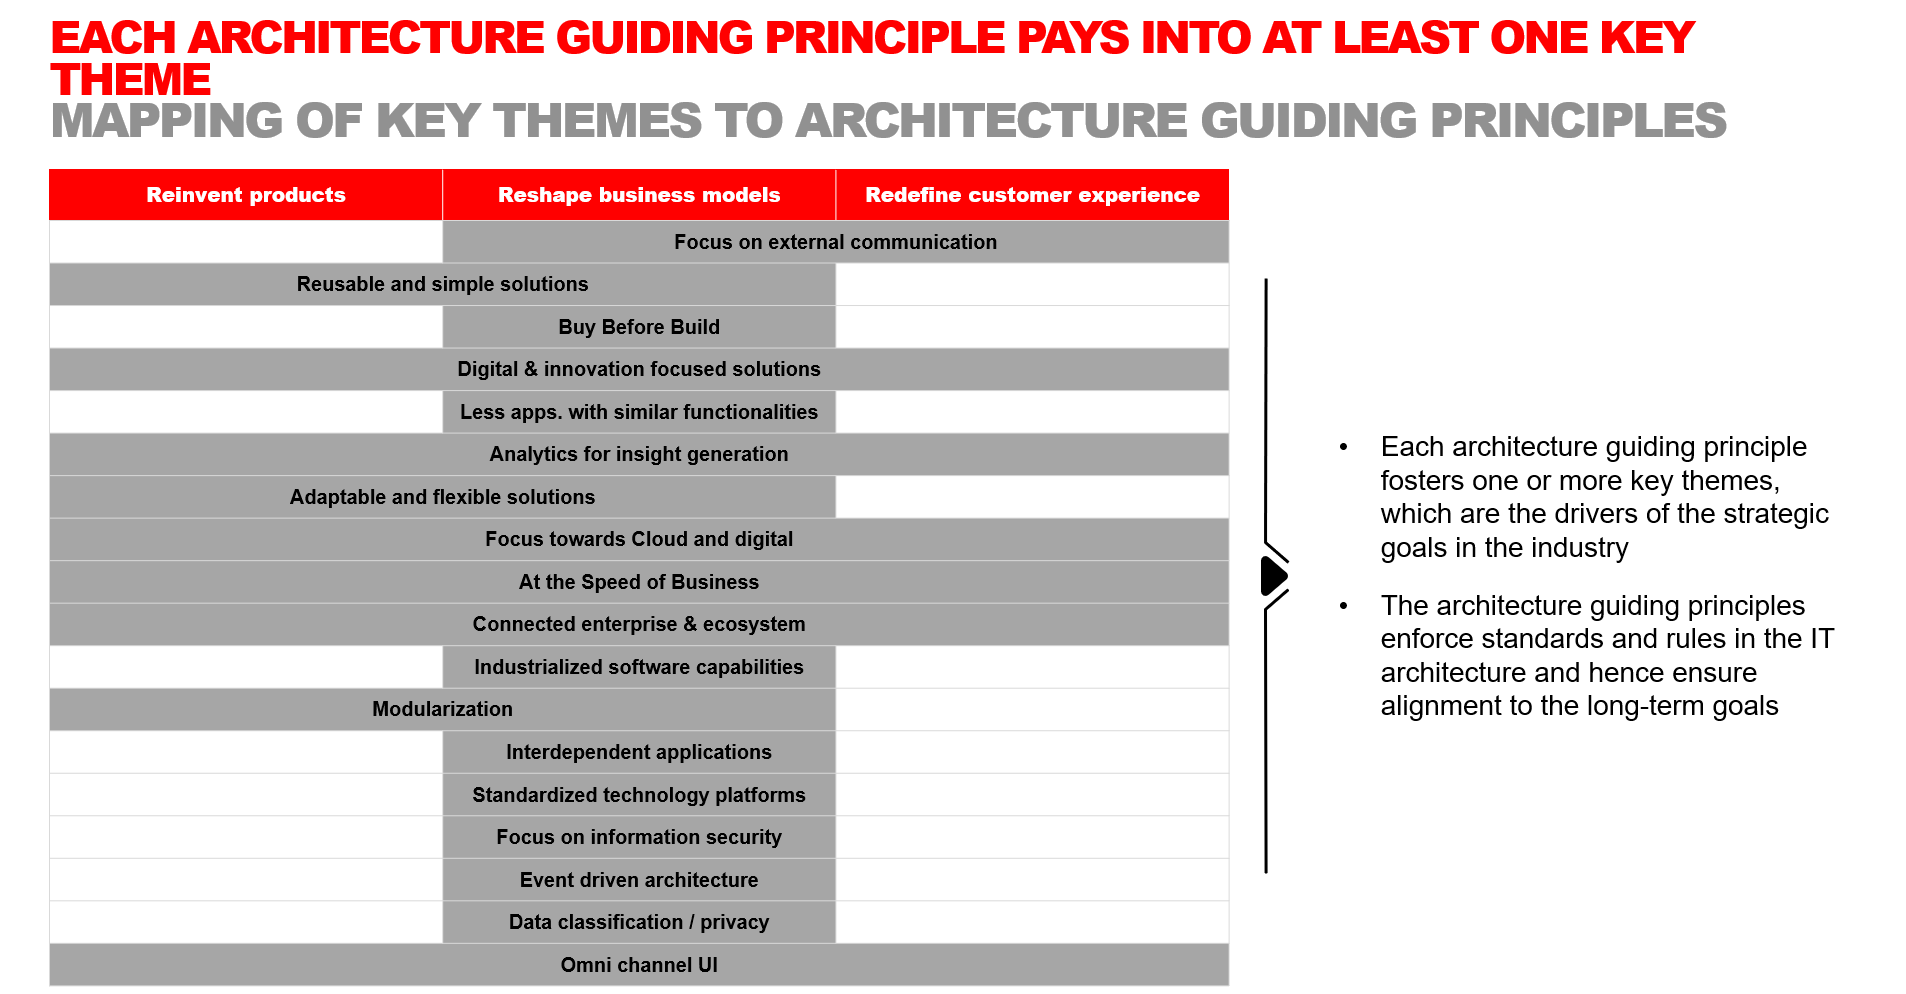 EACH ARCHITECTURE GUIDING PRINCIPLE PAYS INTO AT LEAST ONE KEY
THEME
MAPPING OF KEY THEMES TO ARCHITECTURE GUIDING PRINCIPLES
Reinvent products
Reshape business models
Redefine customer experience
Focus on external communication
Reusable and simple solutions
Buy Before Build
Digital & innovation focused solutions
Less apps. with similar functionalities
Analytics for insight generation
Adaptable and flexible solutions
Focus towards Cloud and digital
At the Speed of Business
Connected enterprise & ecosystem
Industrialized software capabilities
Modularization
Interdependent applications
Standardized technology platforms
Focus on information security
Event driven architecture
Data classification / privacy
Omni channel UI
• Each architecture guiding principle
fosters one or more key themes,
which are the drivers of the strategic
goals in the industry
• The architecture guiding principles
enforce standards and rules in the IT
architecture and hence ensure
alignment to the long-term goals